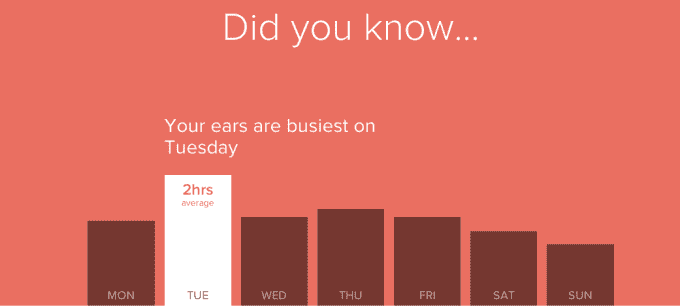 Did you know...
Your ears are busiest on
Tuesday
2hrs
average
MON TUE WED THU FRI SAT SUN